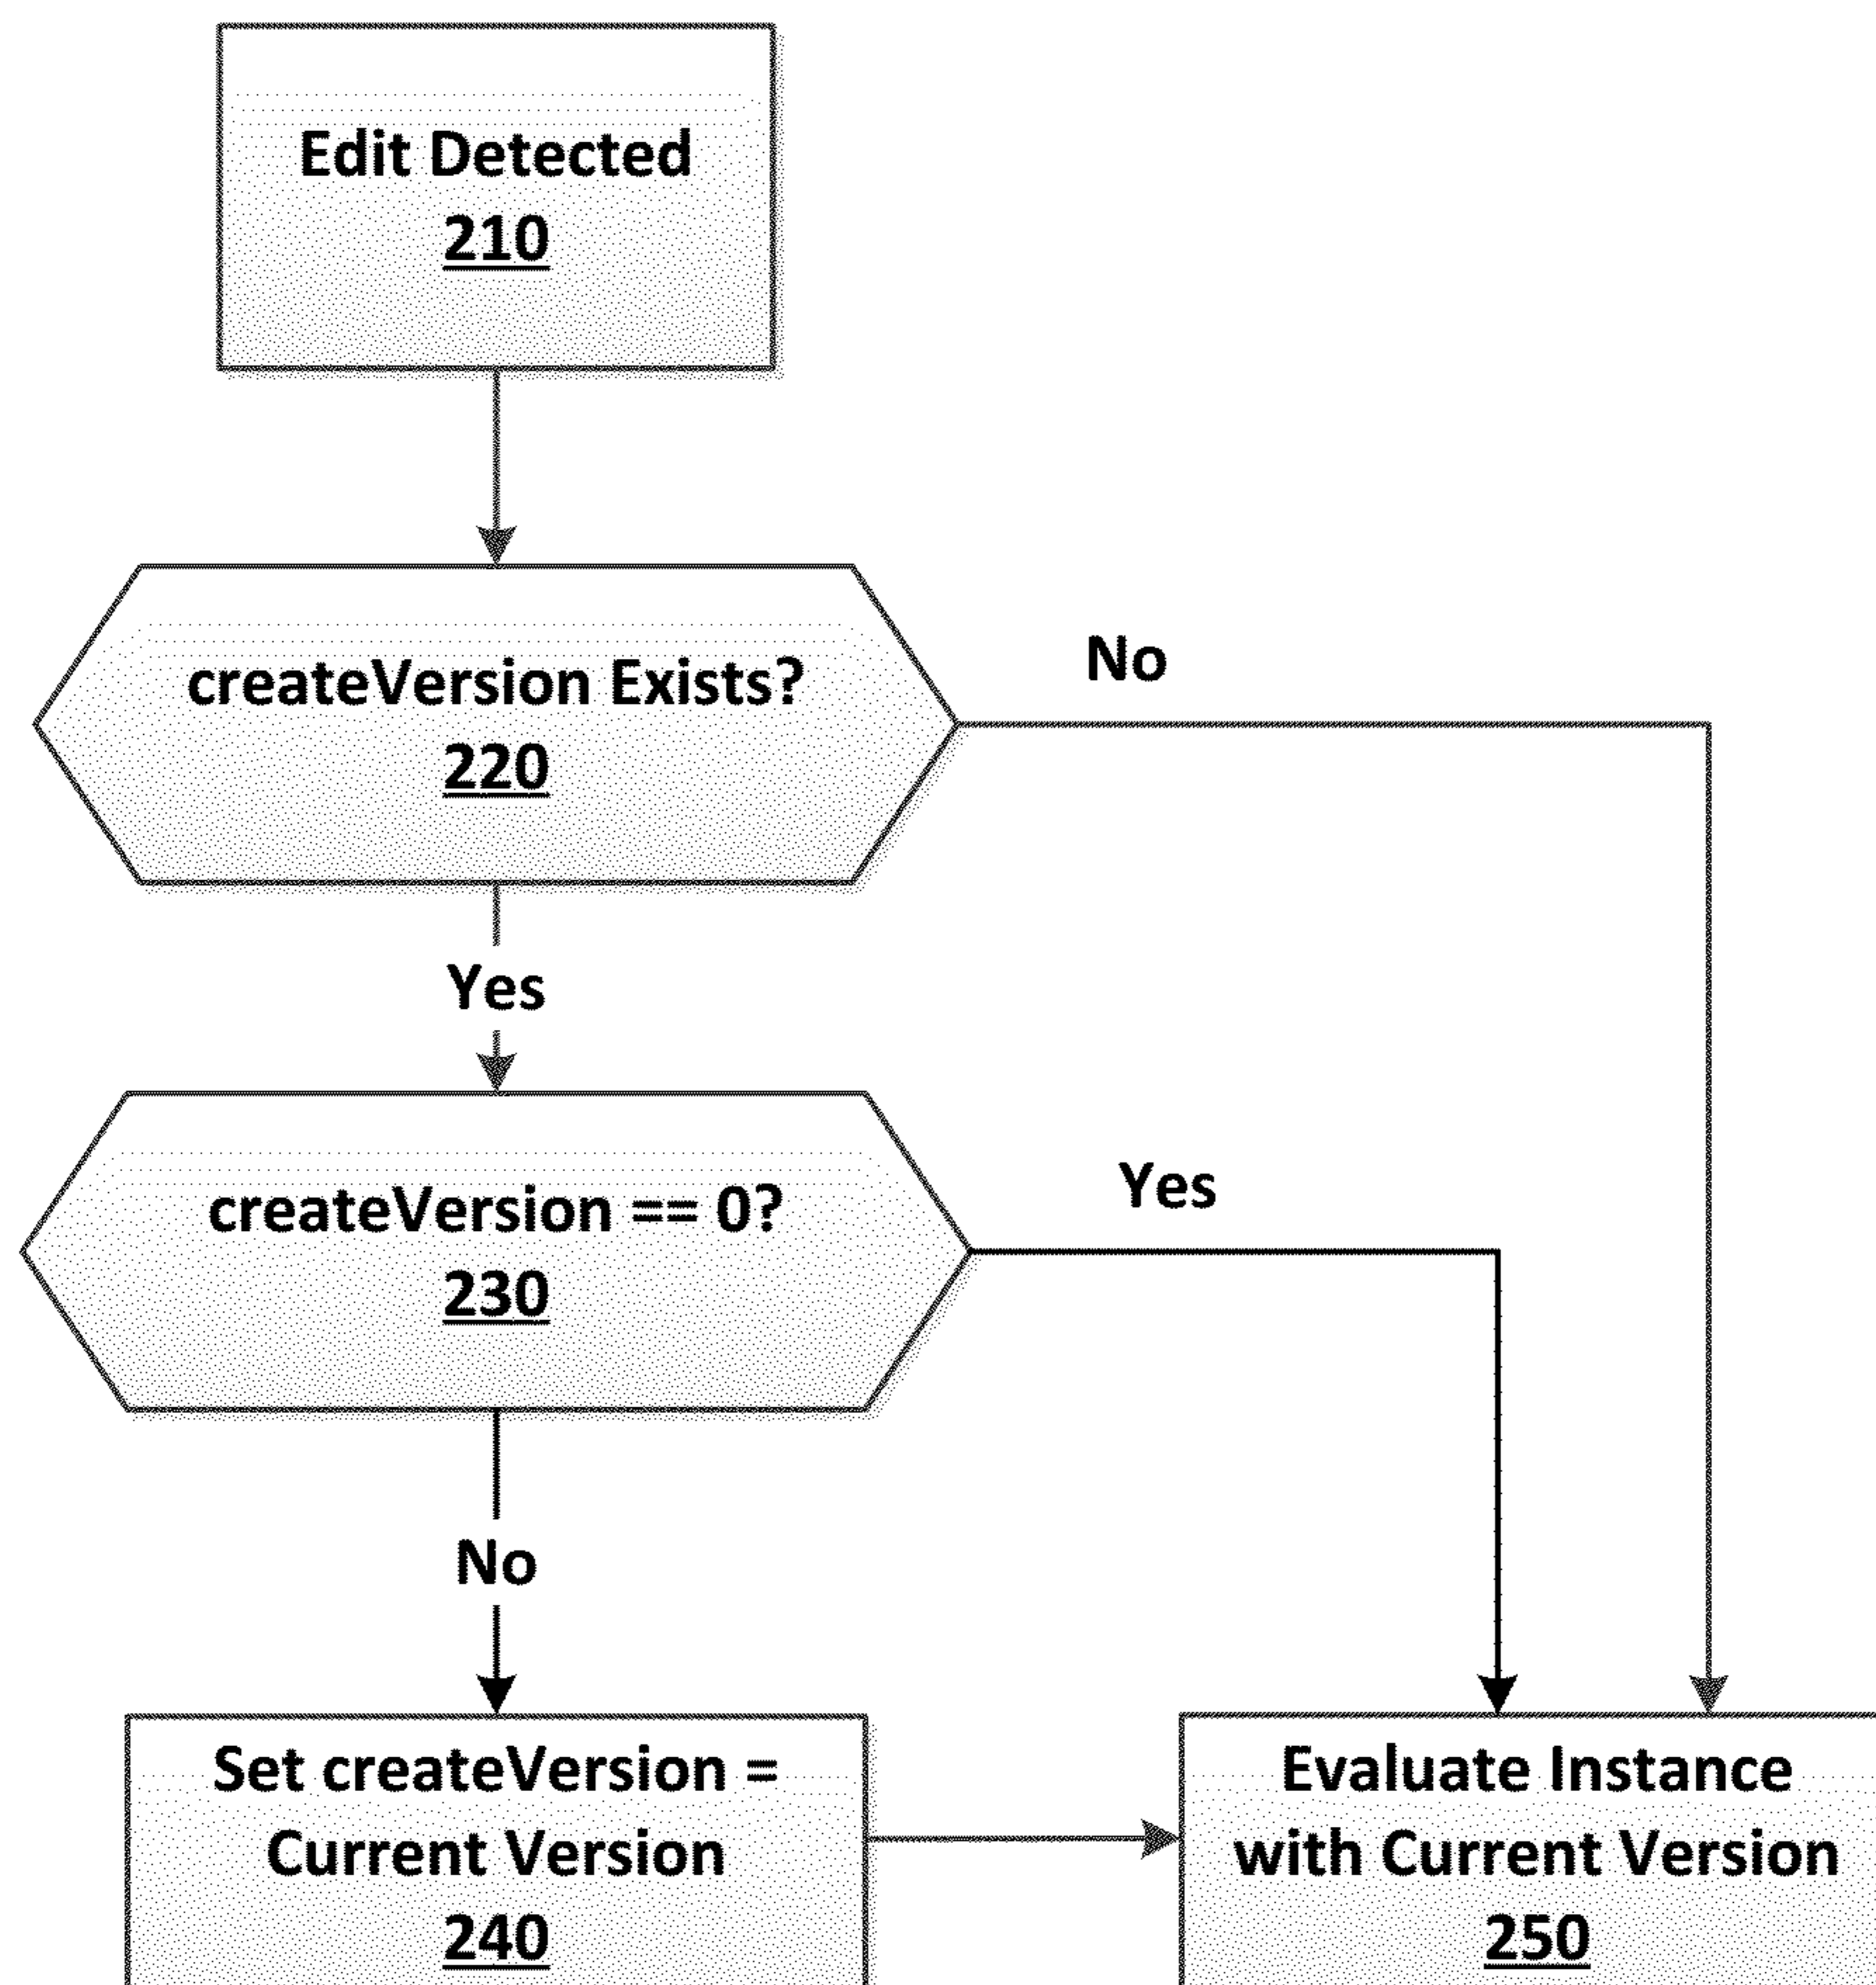 Edit Detected
210
createVersion Exists?
220
No
Yes
createVersion == 0?
230
Yes
No
Set createVersion =
Current Version
240
Evaluate Instance
with Current Version
250